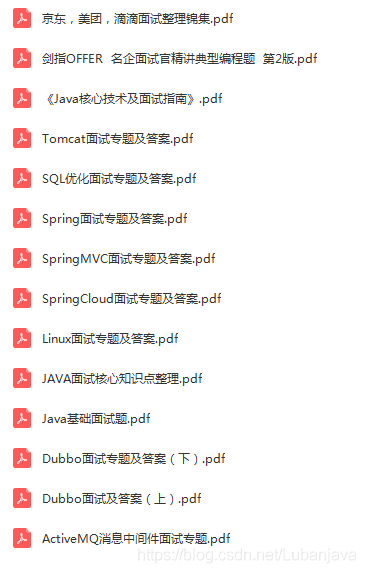 京东，美团，滴滴面试整理锦集.pdf
剑指OFFER 名企面试官精讲典型编程题 第2版.pdf
《Java核心技术及面试指南》.pdf
Tomcat面试专题及答案.pdf
SQL优化面试专题及答案.pdf
Spring面试专题及答案.pdf
SpringMVC面试专题及答案.pdf
SpringCloud面试专题及答案.pdf
Linux面试专题及答案.pdf
JAVA面试核心知识点整理.pdf
Java基础面试题.pdf
Dubbo面试专题及答案（下）.pdf
Dubbo面试及答案（上）.pdf
ActiveMQ消息中间件面试专题.pdf
https://blog.csdn.net/Lubanjava